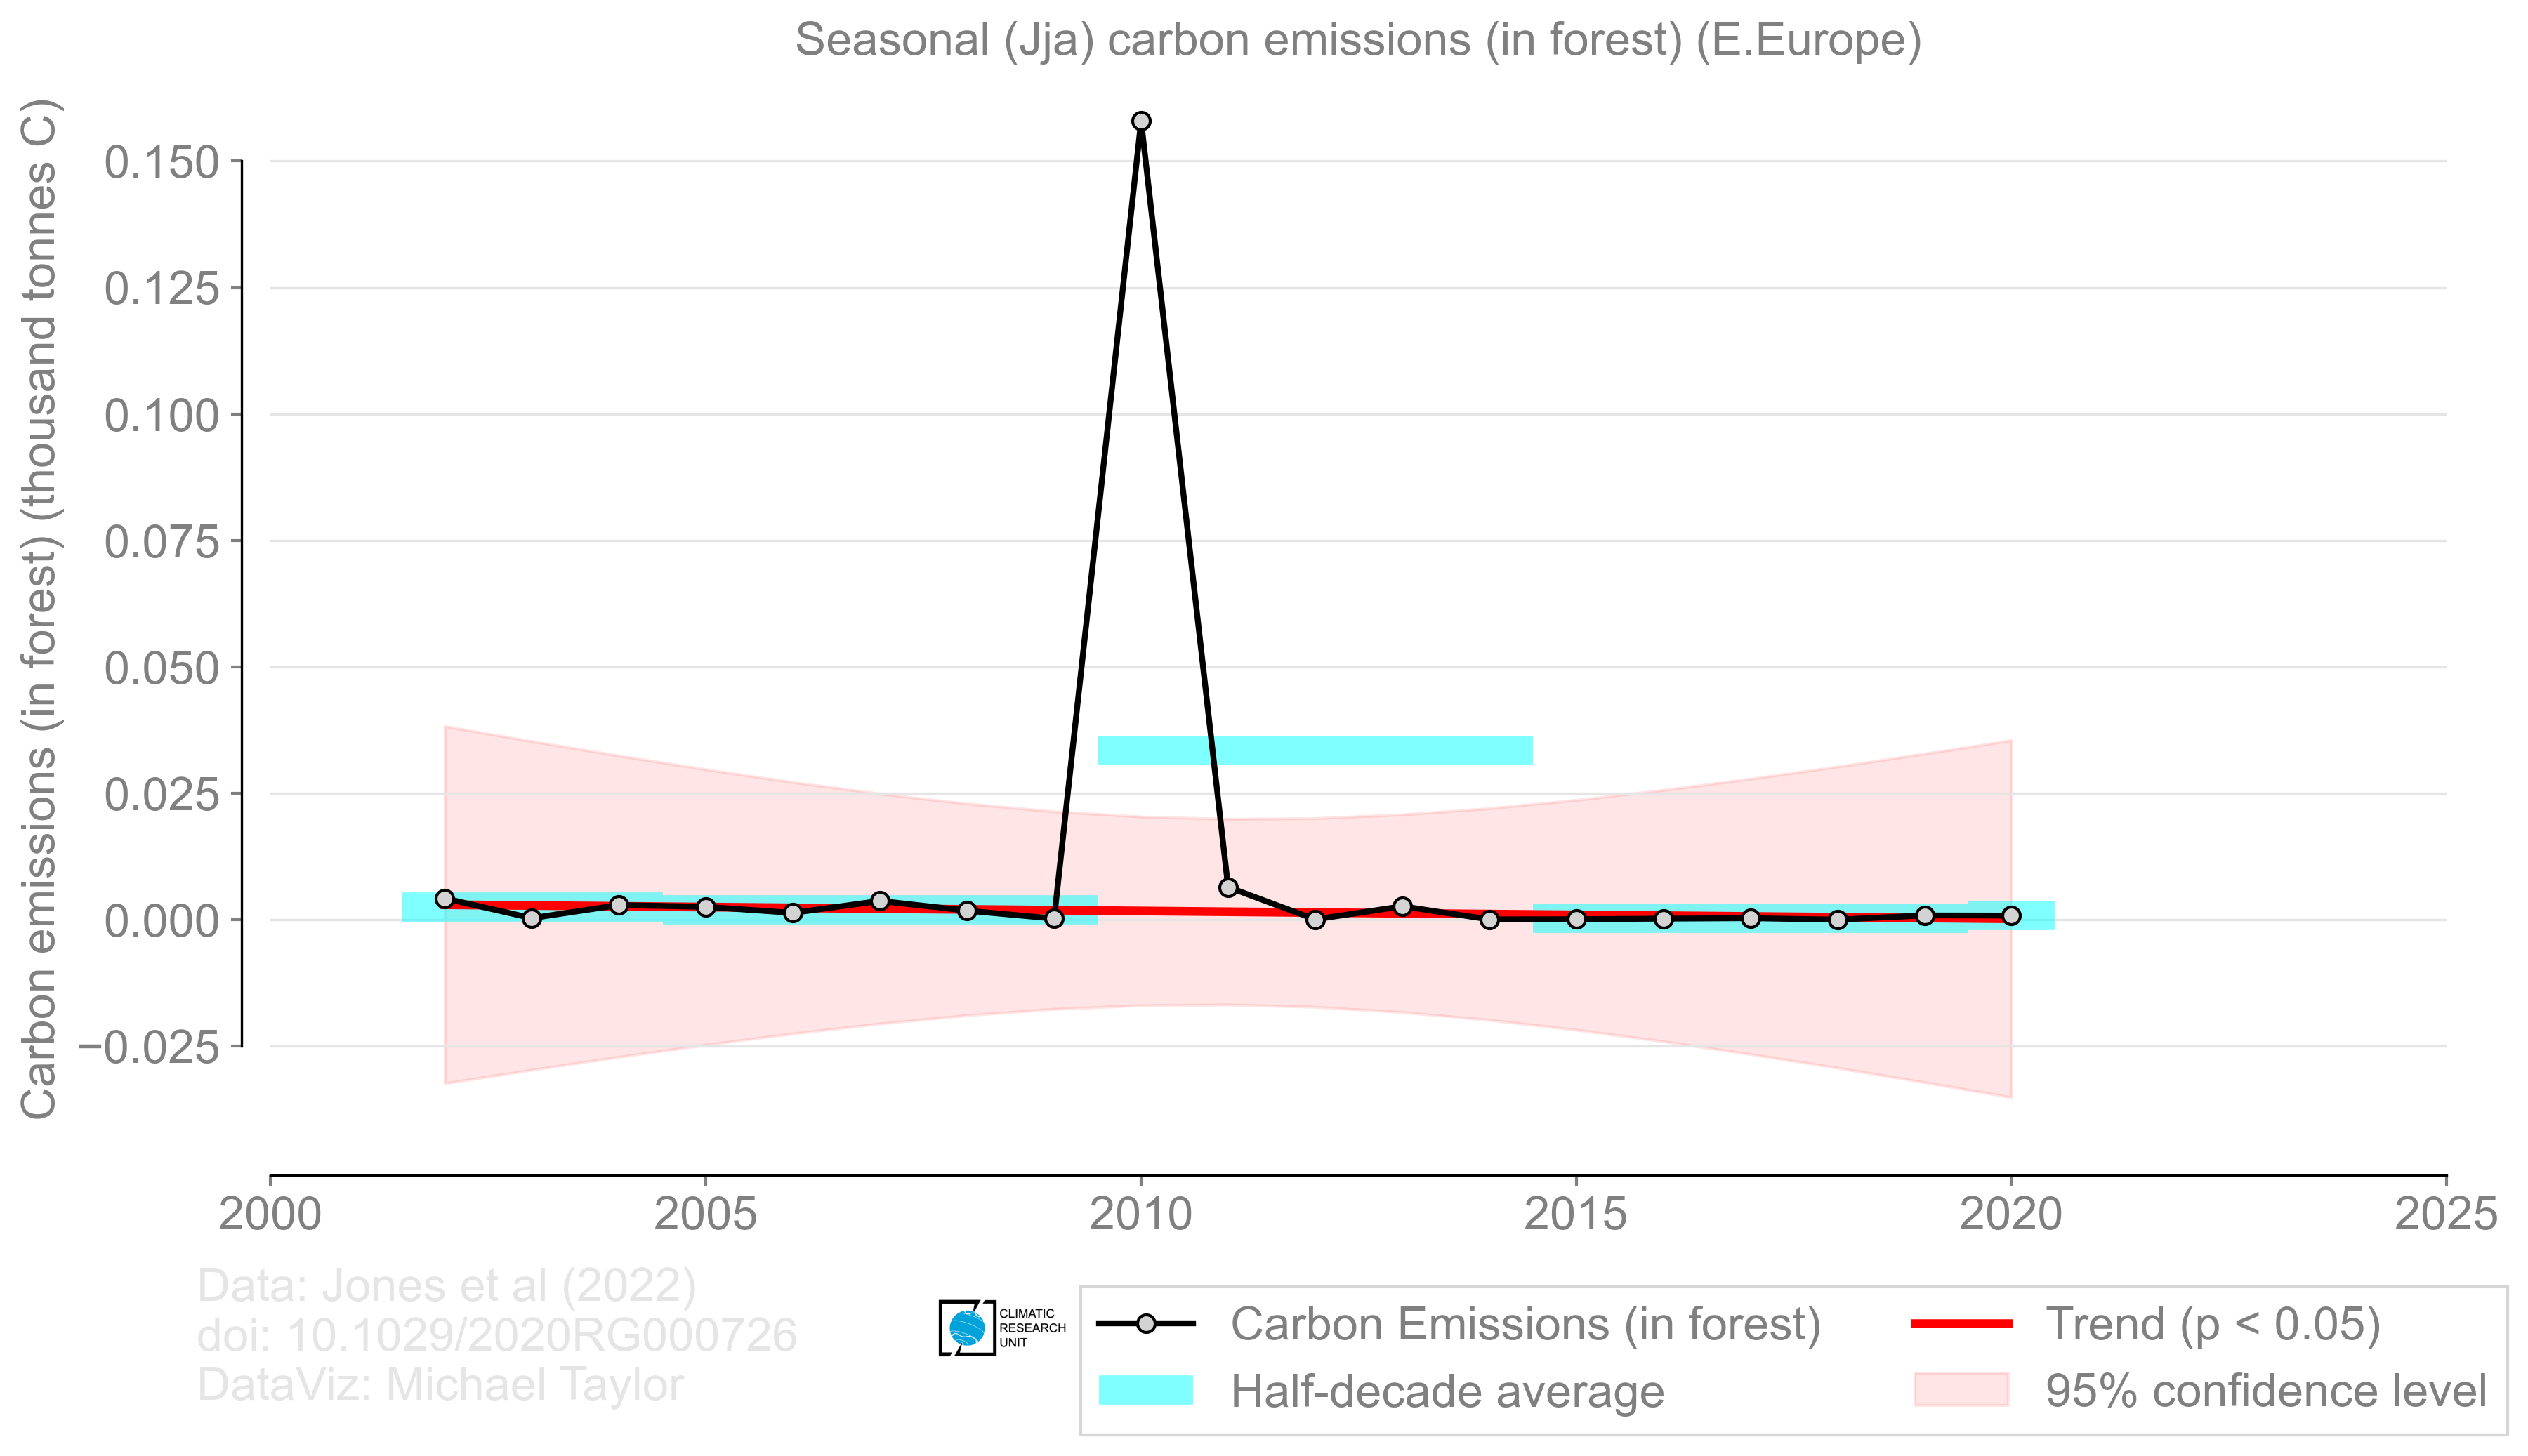 Seasonal (Jja) carbon emissions (in forest) (E.Europe)
Carbon emissions (in forest) (thousand tonnes C)
0.150
0.125
0.100
0.075
0.050
0.025
0.000
−0.025
2000 2005 2010 2015 2020 2025
Data: Jones et al (2022)
doi: 10.1029/2020RG000726
DataViz: Michael Taylor
CLIMATIC
RESEARCH
UNIT
Carbon Emissions (in forest)
Half-decade average
Trend (p < 0.05)
95% confidence level